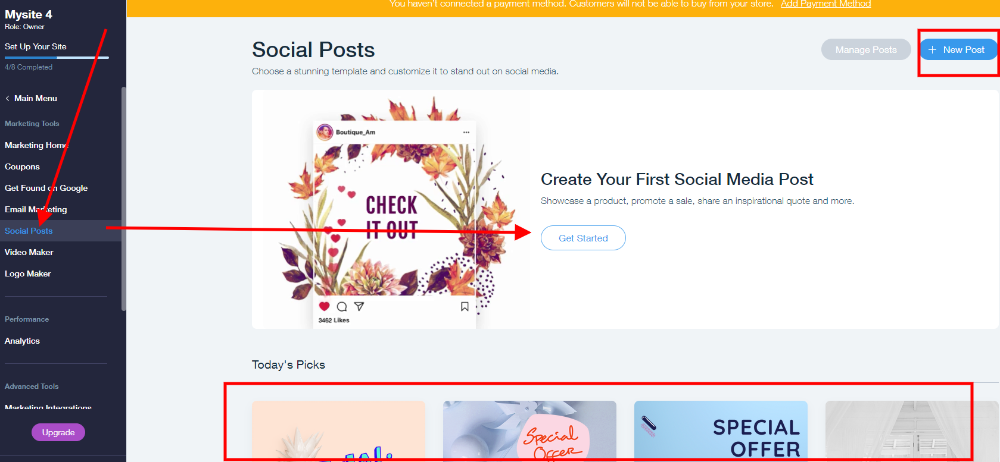 You haven't connected a payment method. Customers will not be able to buy from your store. Add Payment Method
Mysite 4
Role: Owner
Set Up Your Site
4/8 Completed
Main Menu
Marketing Tools
Marketing Home
Coupons
Get Found on Google
Email Marketing
Social Posts
Video Maker
Logo Maker
Performance
Analytics
Advanced Tools
Marketing Integrations
Upgrade
Social Posts
Manage Posts
+ New Post
Choose a stunning template and customize it to stand out on social media.
Boutique_Am
CHECK
IT OUT
3462 Likes
Create Your First Social Media Post
Showcase a product, promote a sale, share an inspirational quote and more.
Get Started
Today's Picks
Special
Offer
SPECIAL
OFFER